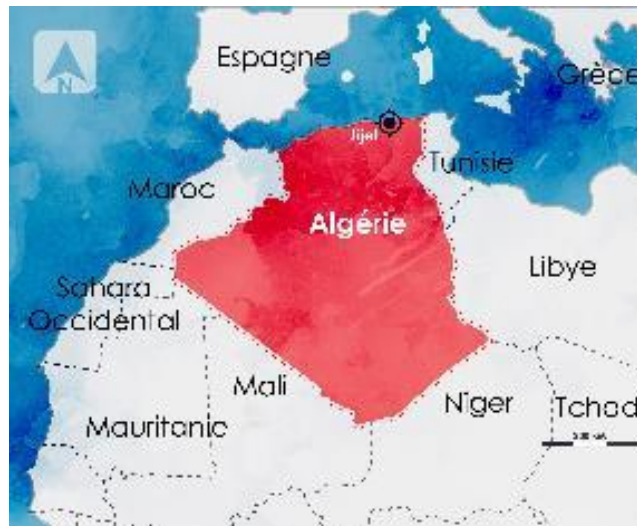 N
Espagne
Grèce
Jijel
Tunisie
Maroc
Algérie
Libye
Sahara
Occidental
Mali
Niger
Tchad
Mauritanie